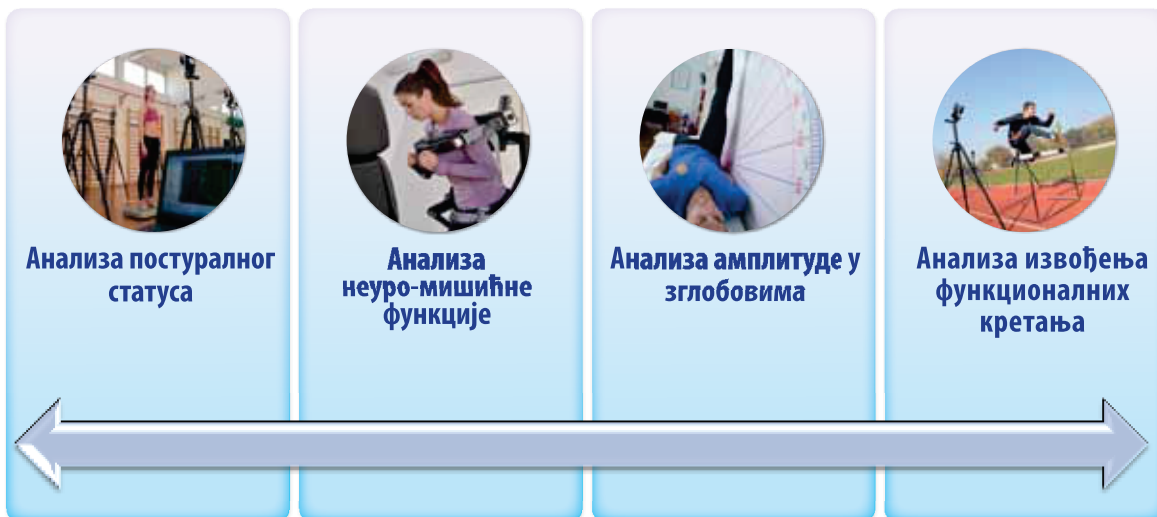 Анализа постуралног
статуса
Анализа
неуро-мишићне
функције
Анализа амплитуде у
зглобовима
Анализа извођења
функционалних
кретања